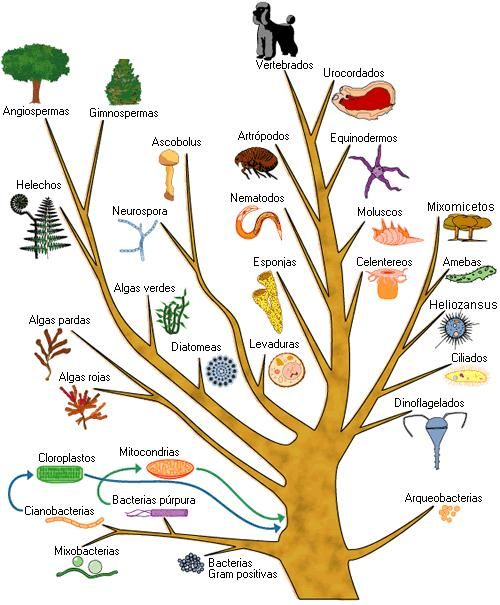 Vertebrados
Urocordados
Angiospermas
Gimnospermas
Ascobolus
Artrópodos
Equinodermos
Helechos
Neurospora
Nematodos
Moluscos
Mixomicetos
Esponjas
Celentereos
Amebas
Algas verdes
Heliozansus
Algas pardas
Diatomeas
Levaduras
Ciliados
Algas rojas
Dinoflagelados
Cloroplastos
Mitocondrias
Cianobacterias
Bacterias púrpura
Arqueobacterias
Mixobacterias
Bacterias
Gram positivas